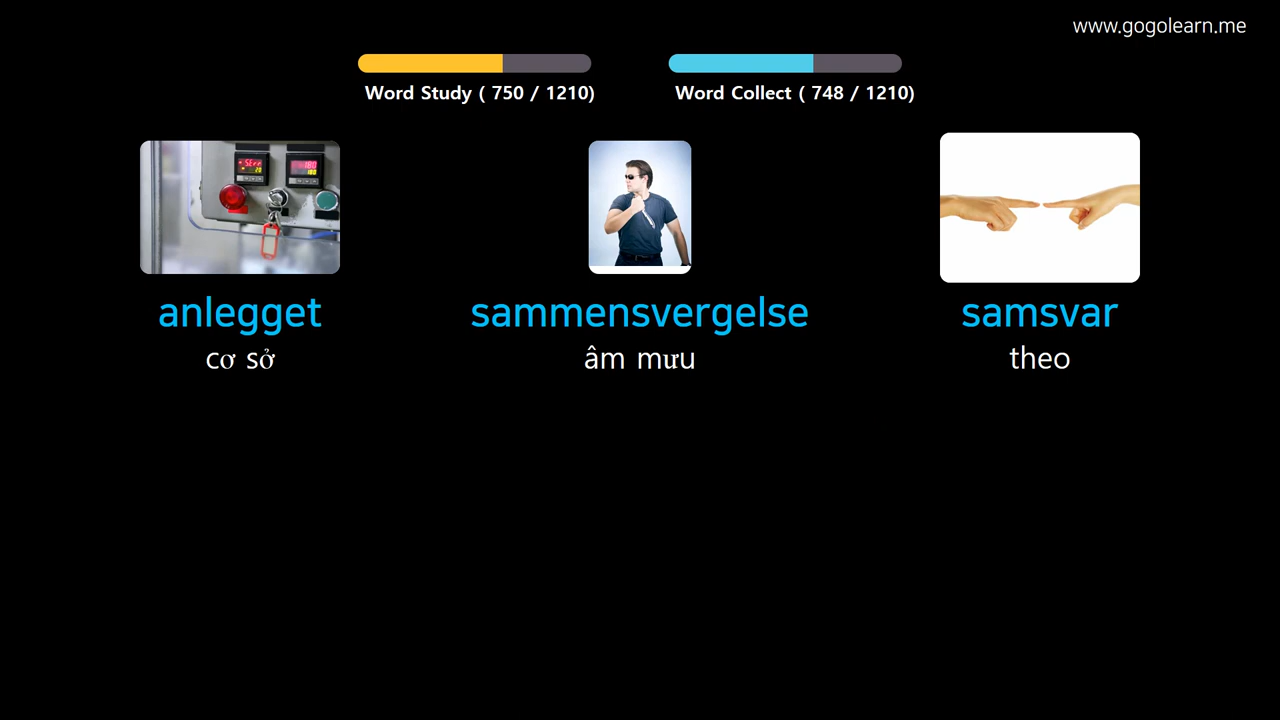 www.gogolearn.me
Word Study ( 750 / 1210)
Word Collect ( 748 / 1210)
anlegget
sammensvergelse
samsvar
cơ sở
âm mưu
theo